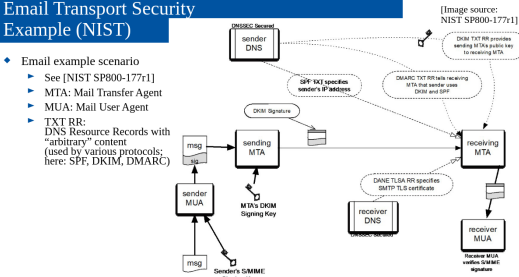 Email Transport Security
Example (NIST)
[Image source:
NIST SP800-177r1]
Email example scenario
See [NIST SP800-177r1]
MTA: Mail Transfer Agent
MUA: Mail User Agent
TXT RR:
DNS Resource Records with
“arbitrary” content
(used by various protocols;
here: SPF, DKIM, DMARC)
DNSSEC Secured
sender
DNS
DKIM TXT RR provides
sending MTA's public key
to receiving MTA
DMARC TXT RR tells receiving
MTA that sender uses
DKIM and SPF
SPF TXT specifies
sender's IP address
DKIM Signature
msg
sig
sending
MTA
receiving
MTA
DANE TLSA RR specifies
SMTP TLS certificate
MTA's DKIM
Signing Key
sender
MUA
receiver
DNS
DNSSEC Secured
receiver
MUA
msg
Sender's S/MIME
Receiver MUA
verifies S/MIME
signature